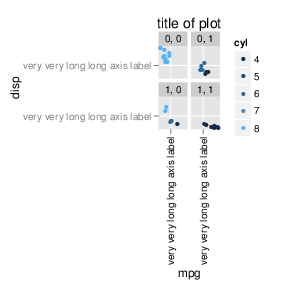 title of plot
0, 0
0, 1
very very long long axis label
disp
1, 0
1, 1
very very long long axis label
very very long long axis label
very very long long axis label
mpg
cyl
4
5
6
7
8